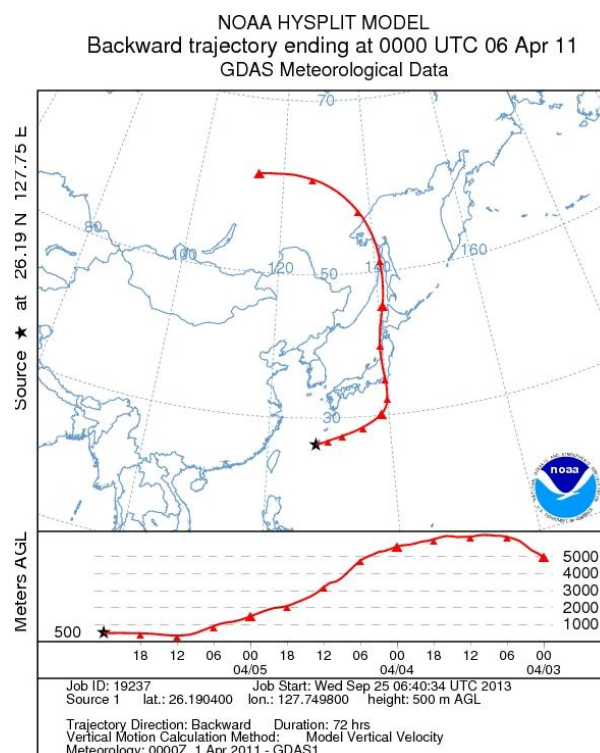 NOAA HYSPLIT MODEL
Backward trajectory ending at 0000 UTC 06 Apr 11
GDAS Meteorological Data
Source ★ at 26.19 N 127.75 E
70
80
100
120
50
140
160
30
noaa
Meters AGL
500
5000
4000
3000
2000
1000
18 12 06 00 18 12 06 00 18 12 06 00
04/05 04/04 04/03
Job ID: 19237 Job Start: Wed Sep 25 06:40:34 UTC 2013
Source 1 lat.: 26.190400 lon.: 127.749800 height: 500 m AGL
Trajectory Direction: Backward Duration: 72 hrs
Vertical Motion Calculation Method: Model Vertical Velocity
Meteorology: 0000Z 1 Apr 2011 - GDAS1